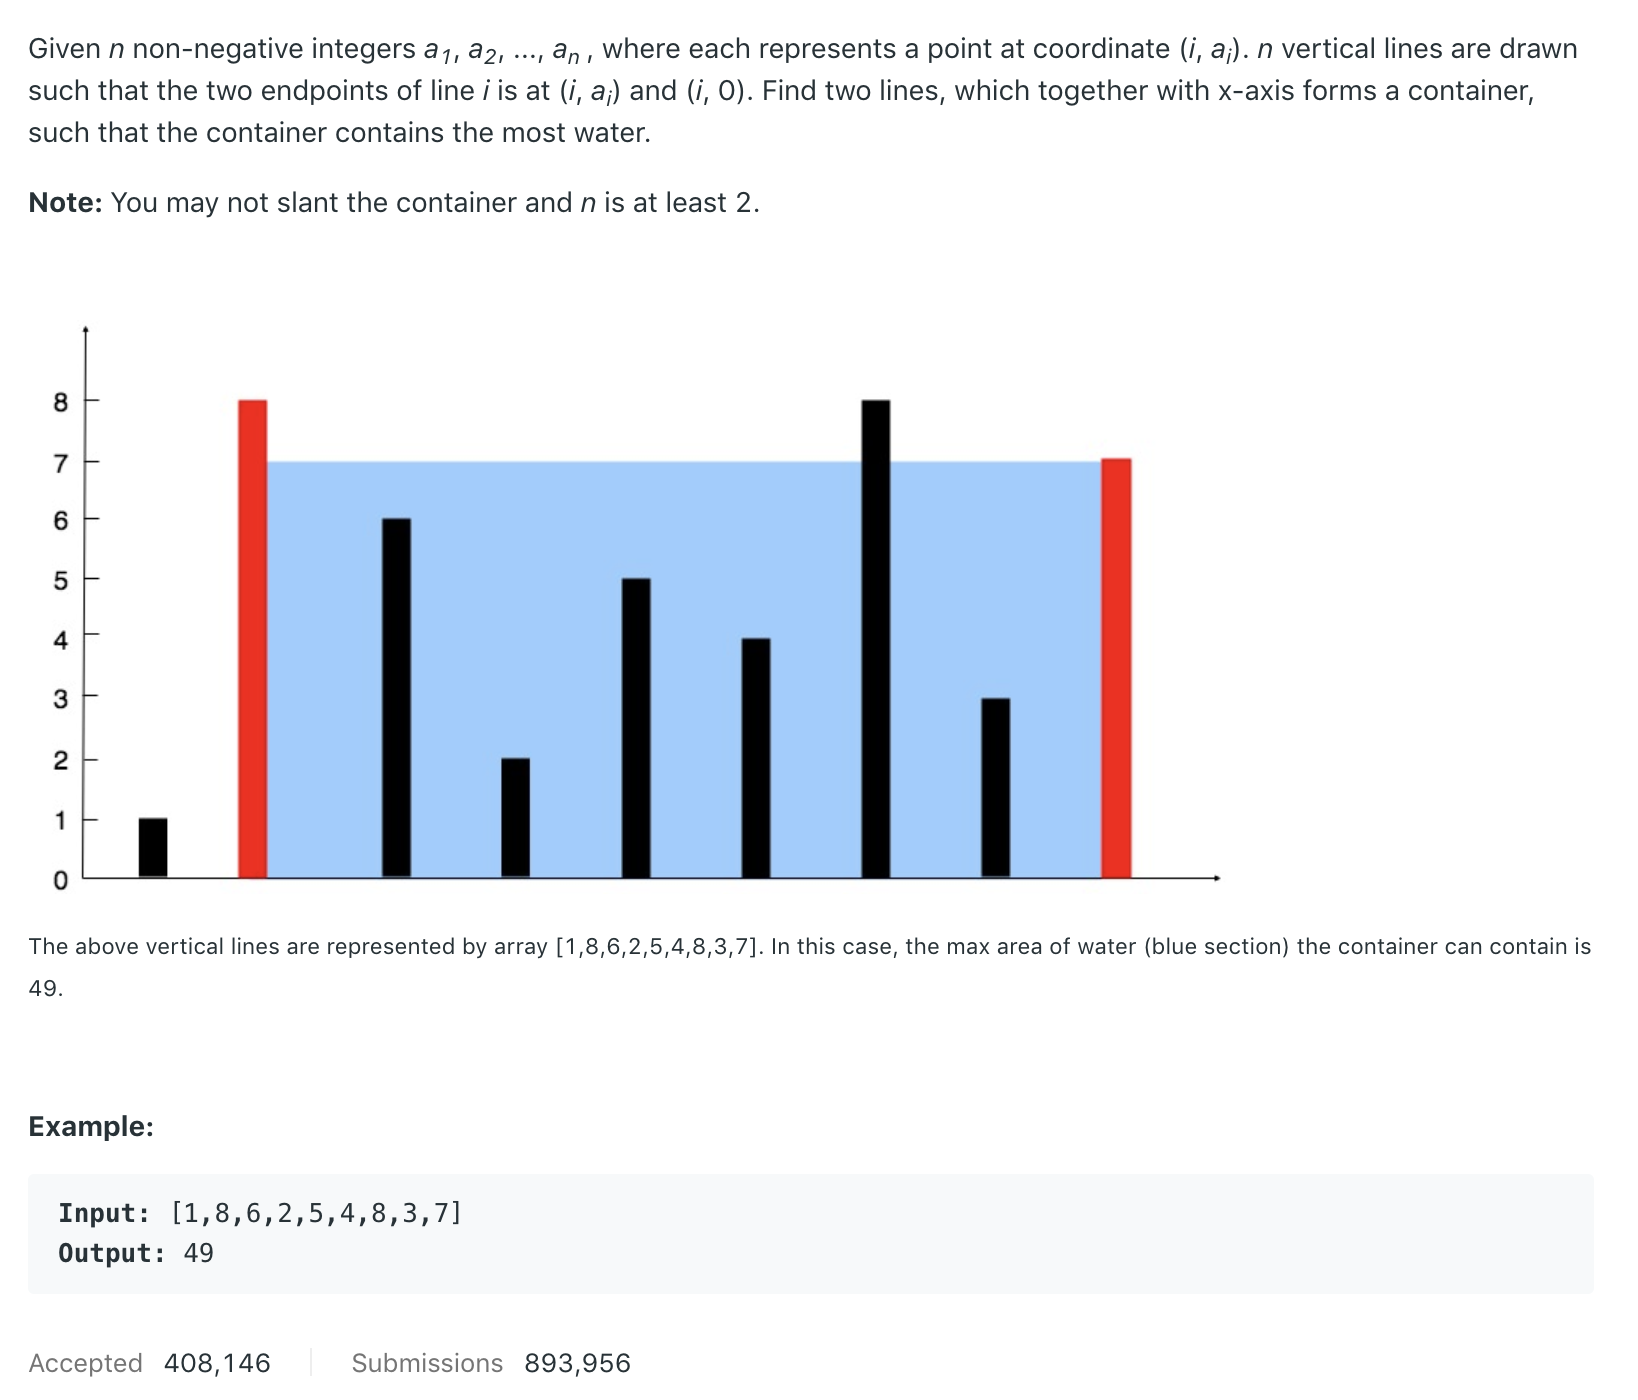 Given n non-negative integers a1, a2, ..., an , where each represents a point at coordinate (i, ai). n vertical lines are drawn
such that the two endpoints of line i is at (i, ai) and (i, 0). Find two lines, which together with x-axis forms a container,
such that the container contains the most water.
Note: You may not slant the container and n is at least 2.
8
7
6
5
4
3
2
1
0
The above vertical lines are represented by array [1,8,6,2,5,4,8,3,7]. In this case, the max area of water (blue section) the container can contain is
49.
Example:
Input: [1,8,6,2,5,4,8,3,7]
Output: 49
Accepted 408,146 Submissions 893,956